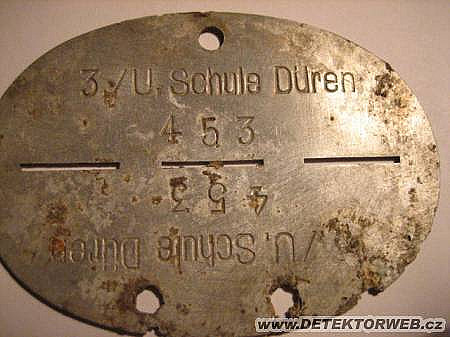 3./U. Schule Düren
453
453
/U. Schule Düren
www.DETEKTORWEB.cz